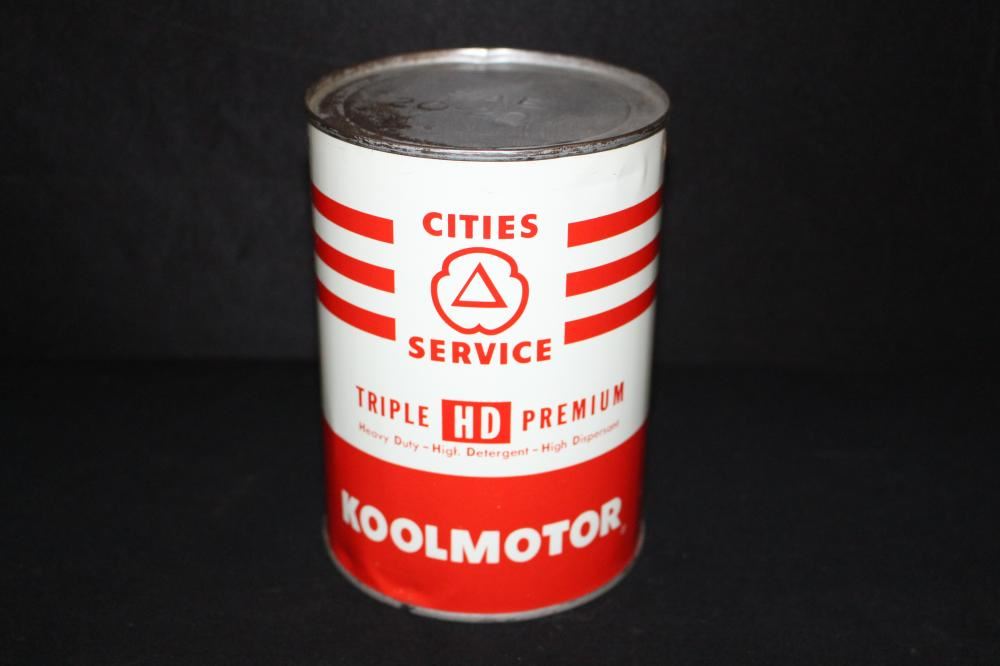 CITIES
SERVICE
TRIPLE HD PREMIUM
Heavy Duty - High Detergent - High Dispersant
KOOLMOTOR